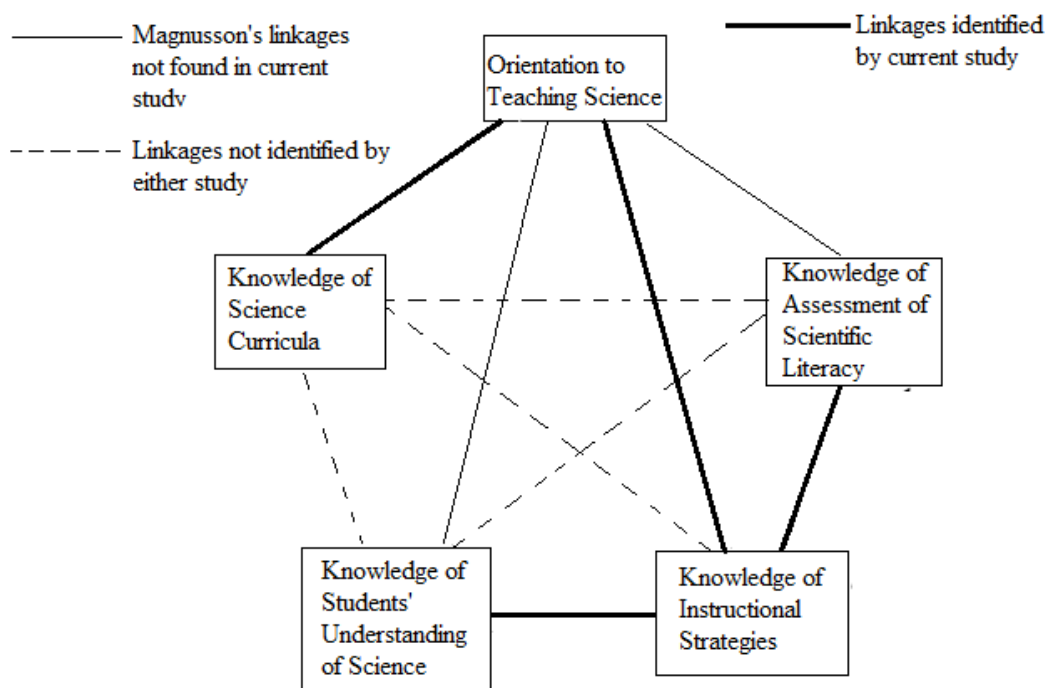 Magnusson's linkages
not found in current
studv
Linkages not identified by
either study
Orientation to
Teaching Science
Linkages identified
by current study
Knowledge of
Science
Curricula
Knowledge of
Assessment of
Scientific
Literacy
Knowledge of
Students'
Understanding
of Science
Knowledge of
Instructional
Strategies